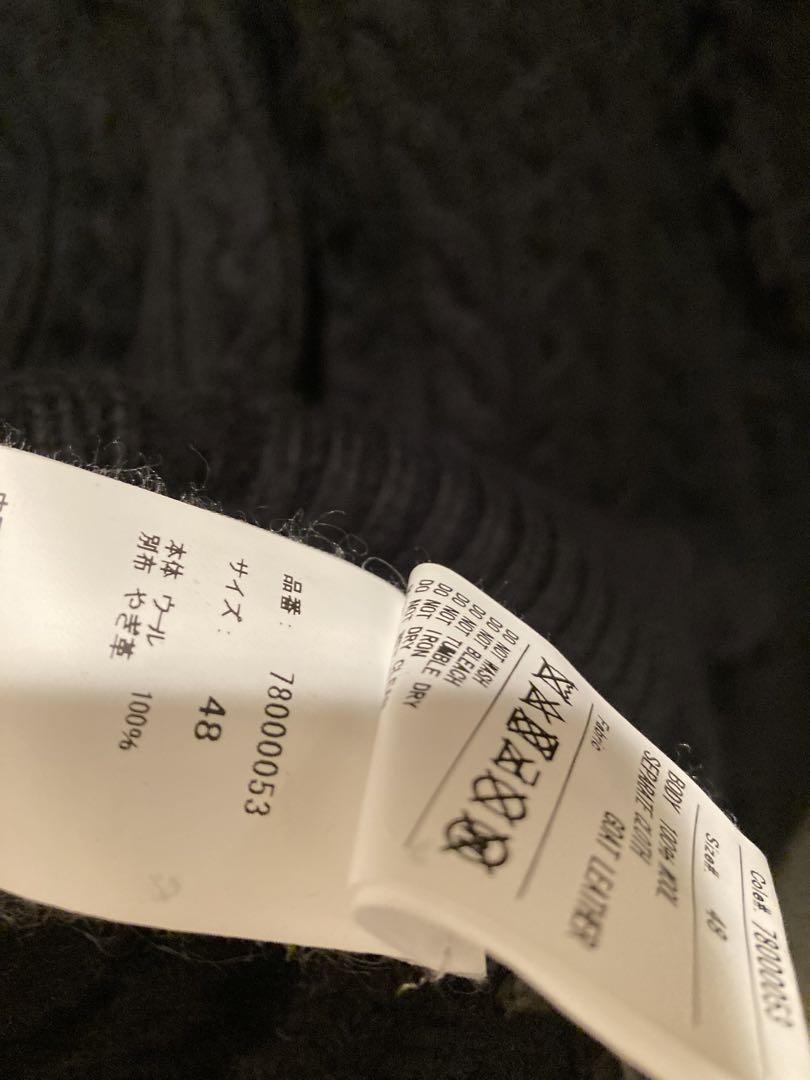 品番: 78000053
サイズ: 48
本体 ウール 100%
別布 やぎ革
Code#. 78000053
Size#. 48
BODY 100% WOOL
SEPARATE CLOTH
GOAT LEATHER
Fabric
DO NOT WASH
DO NOT BLEACH
DO NOT TUMBLE DRY
DO NOT IRON
DO NOT DRY